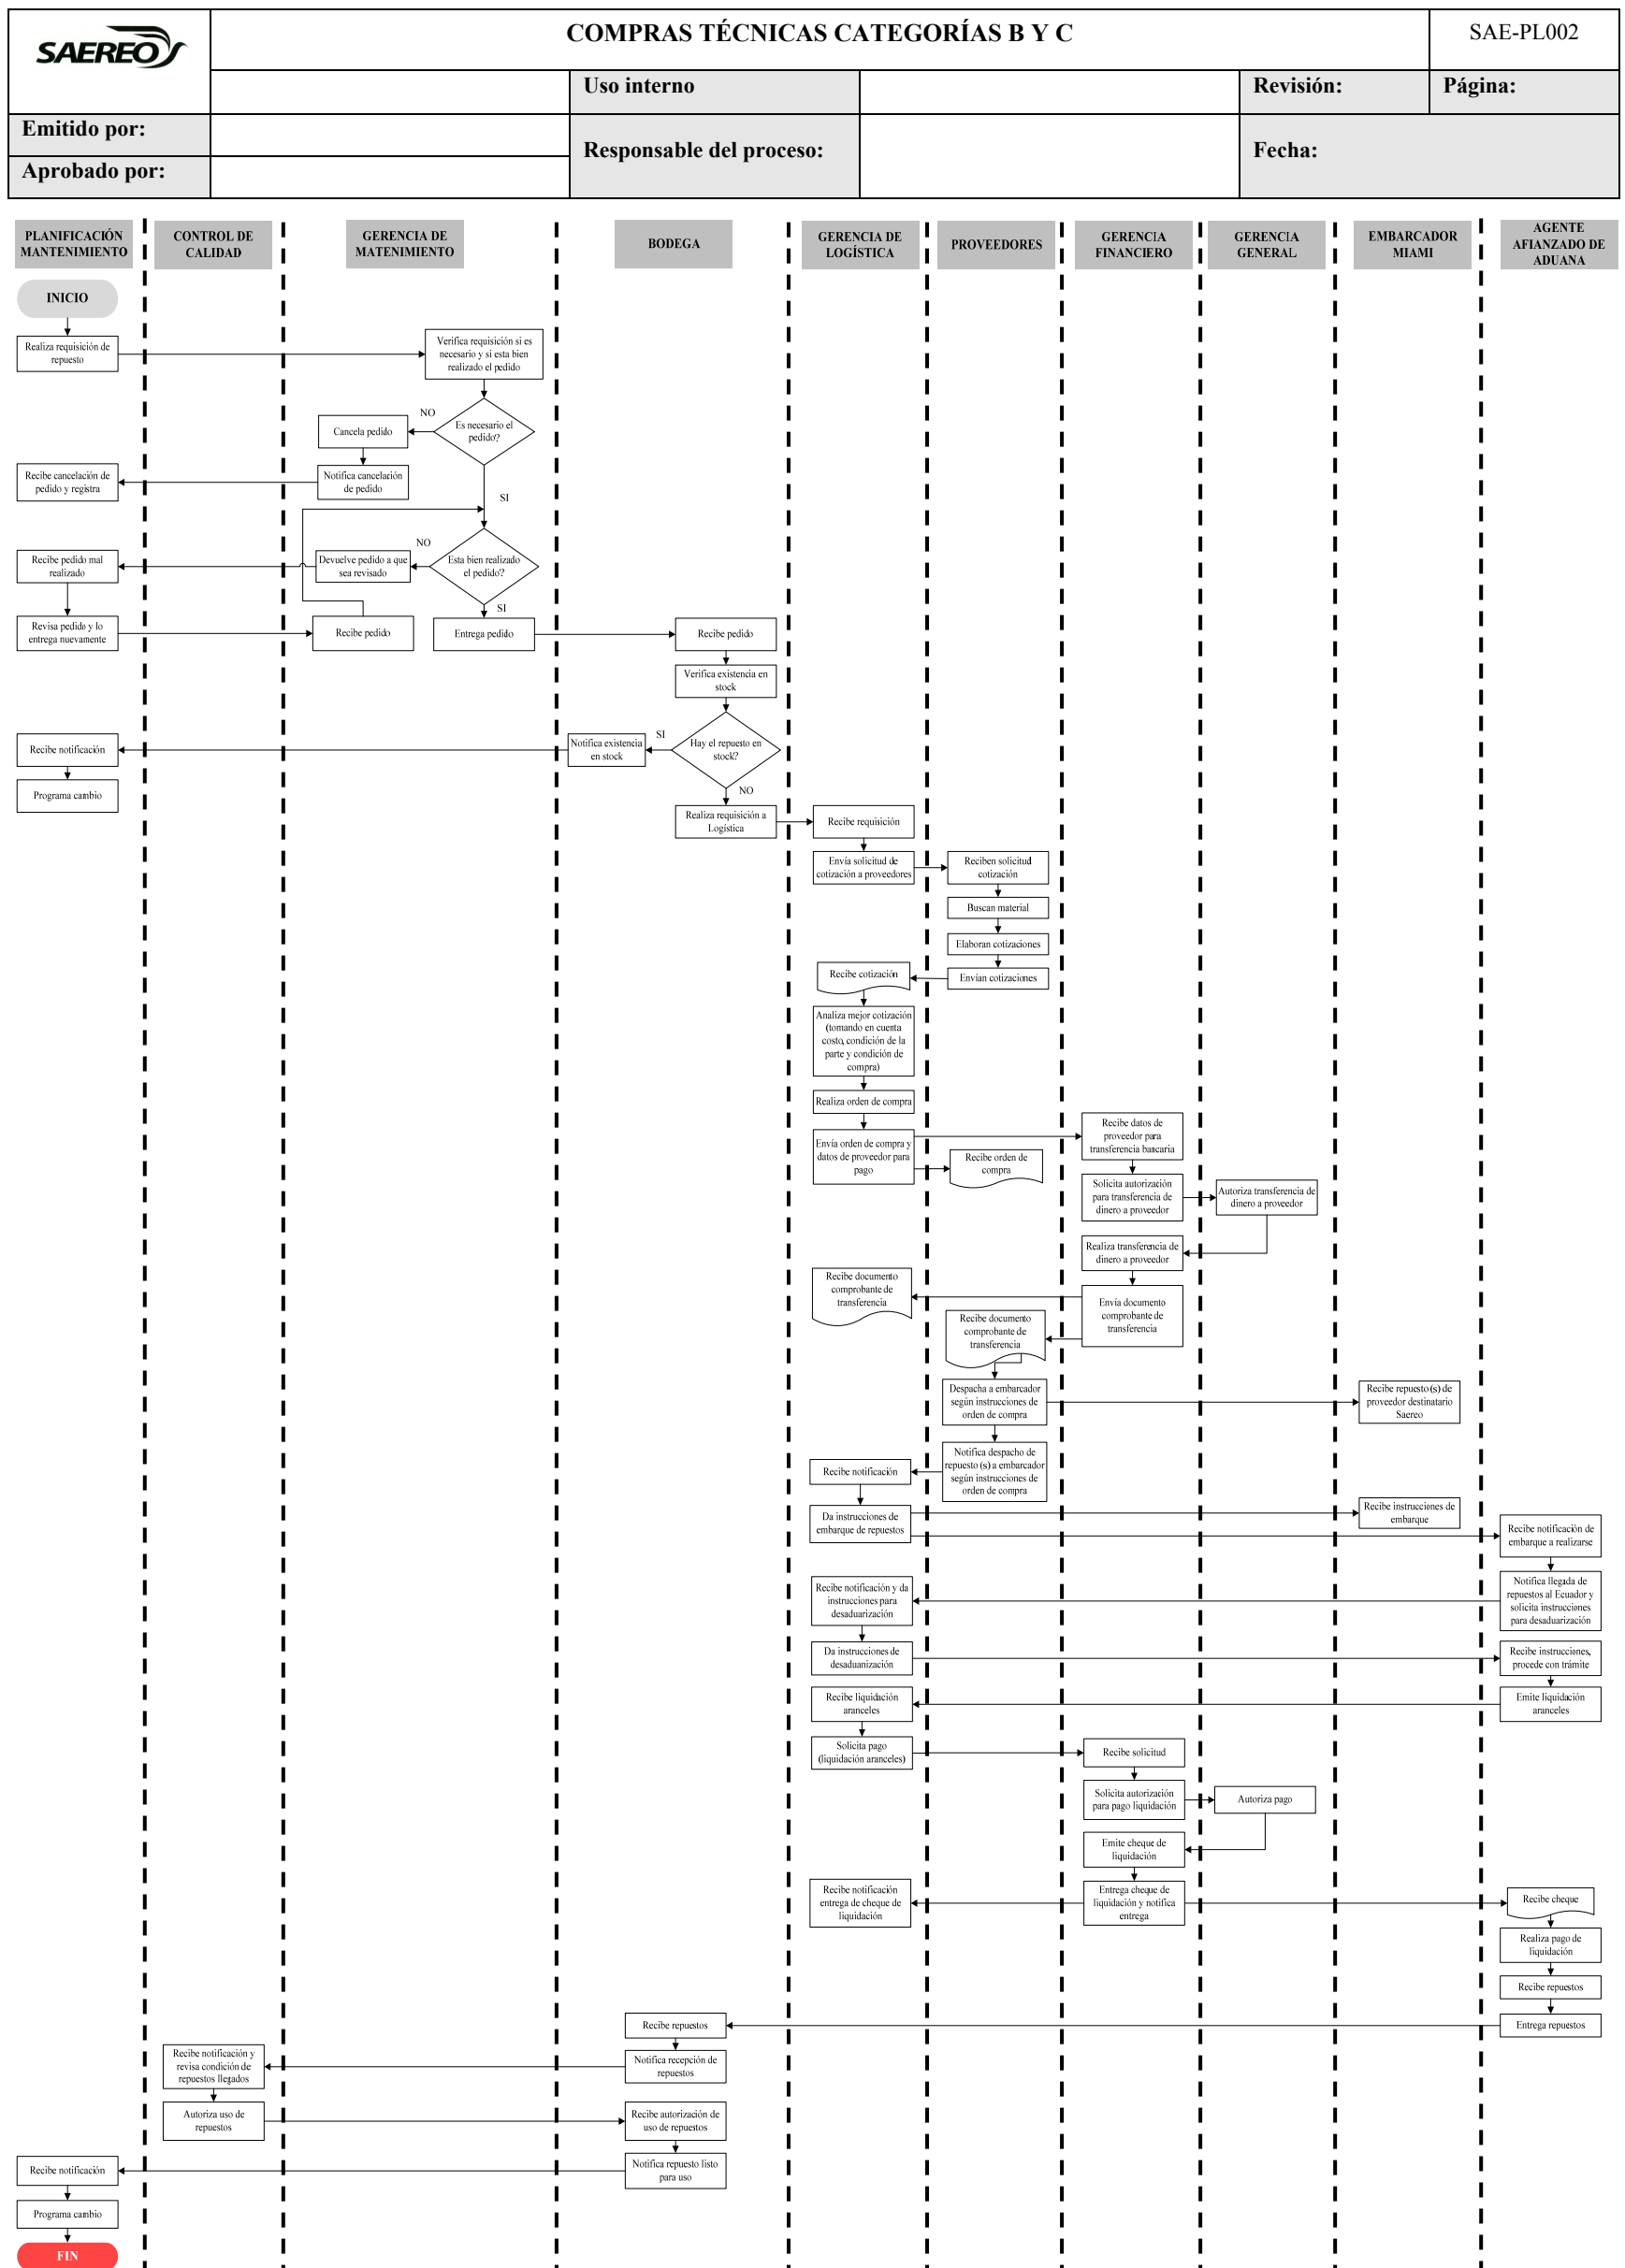 SAEREO
COMPRAS TÉCNICAS CATEGORÍAS B Y C
SAE-PL002
Uso interno
Revisión:
Página:
Emitido por:
Responsable del proceso:
Fecha:
Aprobado por:
PLANIFICACIÓN
MANTENIMIENTO
CONTROL DE
CALIDAD
GERENCIA DE
MATENIMIENTO
BODEGA
GERENCIA DE
LOGÍSTICA
PROVEEDORES
GERENCIA
FINANCIERO
GERENCIA
GENERAL
EMBARCADOR
MIAMI
AGENTE
AFIANZADO DE
ADUANA
INICIO
Realiza requisición de
repuesto
Verifica requisición si es
necesario y si esta bien
realizado el pedido
Es necesario el
pedido?
NO
Cancela pedido
Notifica cancelación
de pedido
Recibe cancelación de
pedido y registra
SI
Esta bien realizado
el pedido?
NO
Devuelve pedido a que
sea revisado
Recibe pedido mal
realizado
Revisa pedido y lo
entrega nuevamente
Recibe pedido
SI
Entrega pedido
Recibe pedido
Verifica existencia en
stock
Hay el repuesto en
stock?
SI
Notifica existencia
en stock
Recibe notificación
Programa cambio
NO
Realiza requisición a
Logística
Recibe requisición
Envía solicitud de
cotización a proveedores
Reciben solicitud
cotización
Buscan material
Elaboran cotizaciones
Envían cotizaciones
Recibe cotización
Analiza mejor cotización
(tomando en cuenta
costo, condición de la
parte y condición de
compra)
Realiza orden de compra
Envía orden de compra y
datos de proveedor para
pago
Recibe orden de
compra
Recibe datos de
proveedor para
transferencia bancaria
Solicita autorización
para transferencia de
dinero a proveedor
Autoriza transferencia de
dinero a proveedor
Realiza transferencia de
dinero a proveedor
Envía documento
comprobante de
transferencia
Recibe documento
comprobante de
transferencia
Recibe documento
comprobante de
transferencia
Despacha a embarcador
según instrucciones de
orden de compra
Recibe repuesto (s) de
proveedor destinatario
Saereo
Notifica despacho de
repuesto (s) a embarcador
según instrucciones de
orden de compra
Recibe notificación
Da instrucciones de
embarque de repuestos
Recibe instrucciones de
embarque
Recibe notificación de
embarque a realizarse
Notifica llegada de
repuestos al Ecuador y
solicita instrucciones
para desaduarización
Recibe notificación y da
instrucciones para
desaduarización
Da instrucciones de
desaduanización
Recibe instrucciones,
procede con trámite
Emite liquidación
aranceles
Recibe liquidación
aranceles
Solicita pago
(liquidación aranceles)
Recibe solicitud
Solicita autorización
para pago liquidación
Autoriza pago
Emite cheque de
liquidación
Entrega cheque de
liquidación y notifica
entrega
Recibe notificación
entrega de cheque de
liquidación
Recibe cheque
Realiza pago de
liquidación
Recibe repuestos
Entrega repuestos
Recibe repuestos
Notifica recepción de
repuestos
Recibe notificación y
revisa condición de
repuestos llegados
Autoriza uso de
repuestos
Recibe autorización de
uso de repuestos
Notifica repuesto listo
para uso
Recibe notificación
Programa cambio
FIN